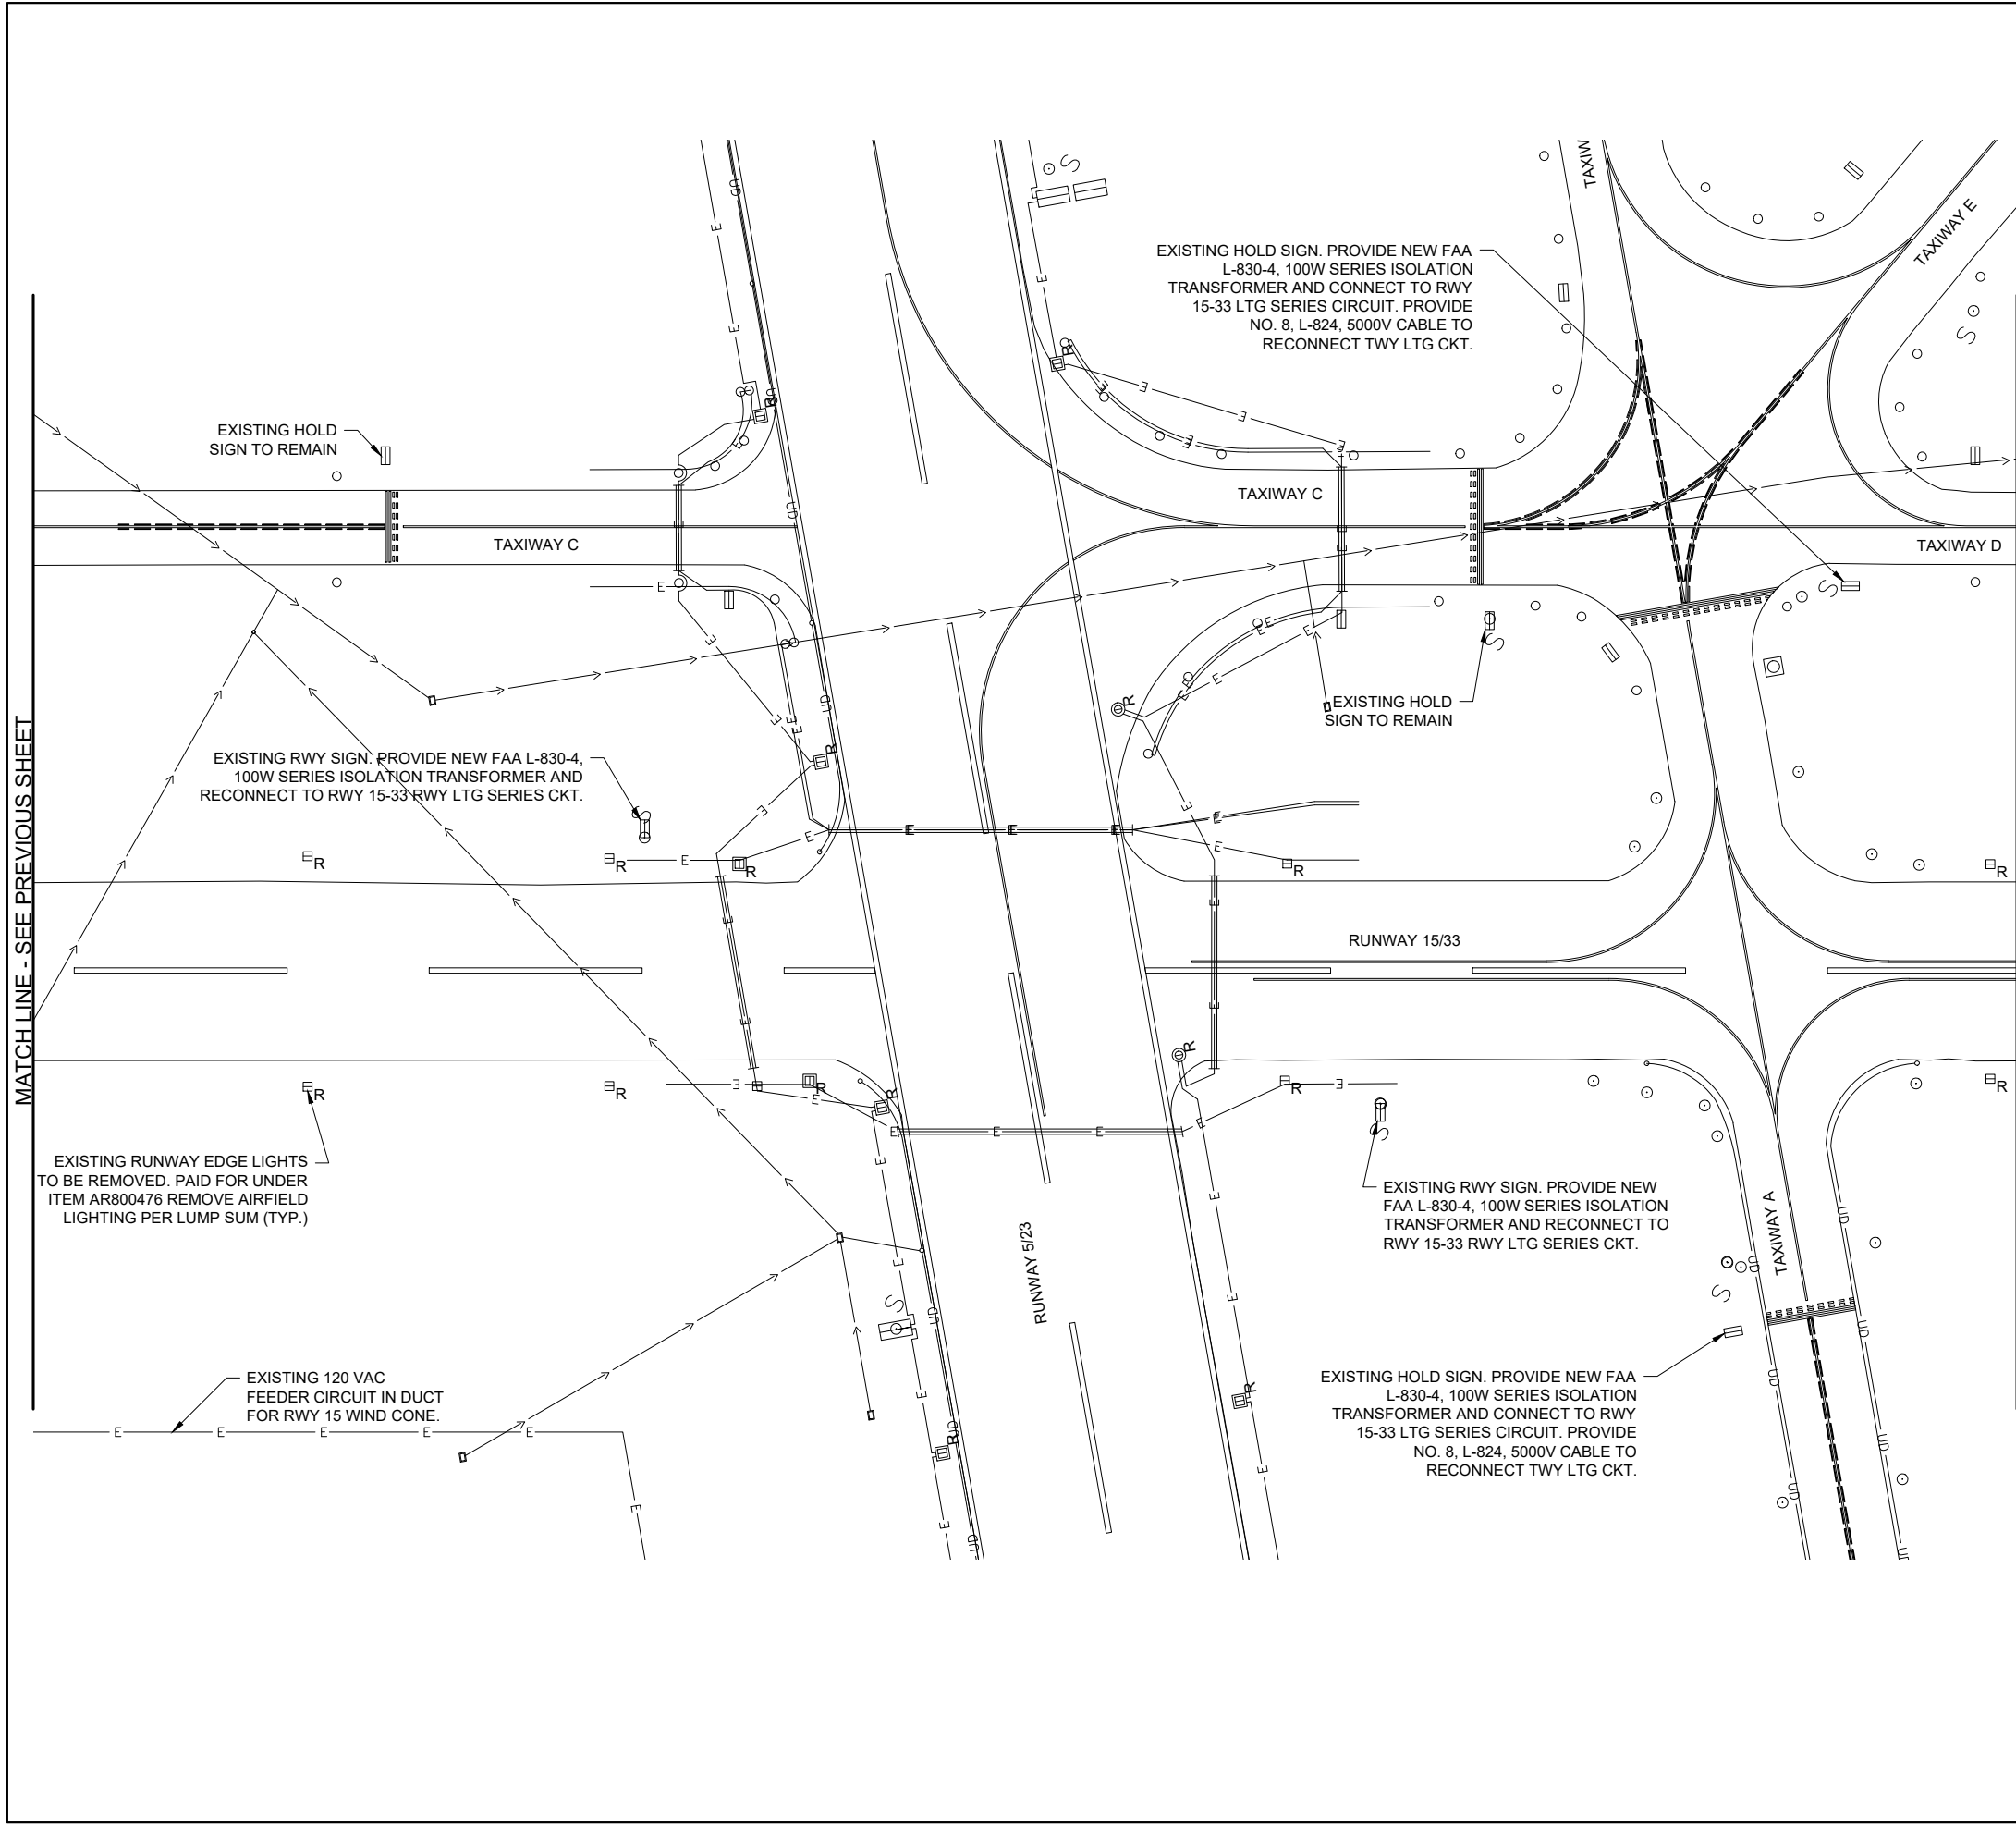 TAXIW
TAXIWAY E
EXISTING HOLD SIGN. PROVIDE NEW FAA
L-830-4, 100W SERIES ISOLATION
TRANSFORMER AND CONNECT TO RWY
15-33 LTG SERIES CIRCUIT. PROVIDE
NO. 8, L-824, 5000V CABLE TO
RECONNECT TWY LTG CKT.
EXISTING HOLD
SIGN TO REMAIN
TAXIWAY C
TAXIWAY C
TAXIWAY D
EXISTING HOLD
SIGN TO REMAIN
MATCH LINE - SEE PREVIOUS SHEET
EXISTING RWY SIGN. PROVIDE NEW FAA L-830-4,
100W SERIES ISOLATION TRANSFORMER AND
RECONNECT TO RWY 15-33 RWY LTG SERIES CKT.
RUNWAY 15/33
EXISTING RUNWAY EDGE LIGHTS
TO BE REMOVED. PAID FOR UNDER
ITEM AR800476 REMOVE AIRFIELD
LIGHTING PER LUMP SUM (TYP.)
EXISTING RWY SIGN. PROVIDE NEW
FAA L-830-4, 100W SERIES ISOLATION
TRANSFORMER AND RECONNECT TO
RWY 15-33 RWY LTG SERIES CKT.
RUNWAY 5/23
TAXIWAY A
EXISTING 120 VAC
FEEDER CIRCUIT IN DUCT
FOR RWY 15 WIND CONE.
EXISTING HOLD SIGN. PROVIDE NEW FAA
L-830-4, 100W SERIES ISOLATION
TRANSFORMER AND CONNECT TO RWY
15-33 LTG SERIES CIRCUIT. PROVIDE
NO. 8, L-824, 5000V CABLE TO
RECONNECT TWY LTG CKT.